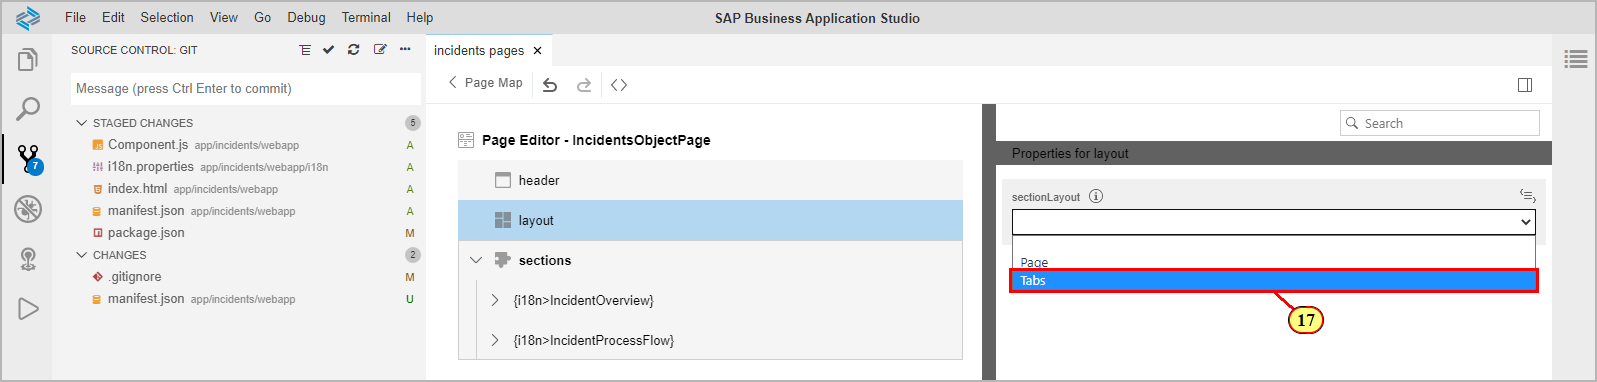 File Edit Selection View Go Debug Terminal Help
SAP Business Application Studio
SOURCE CONTROL: GIT
Message (press Ctrl Enter to commit)
STAGED CHANGES 5
Component.js app/incidents/webapp A
i18n.properties app/incidents/webapp/i18n A
index.html app/incidents/webapp A
manifest.json app/incidents/webapp A
package.json M
CHANGES 2
.gitignore M
manifest.json app/incidents/webapp U
7
incidents pages
Page Map
Page Editor - IncidentsObjectPage
header
layout
sections
{i18n>IncidentOverview}
{i18n>IncidentProcessFlow}
Search
Properties for layout
sectionLayout
Page
Tabs
17